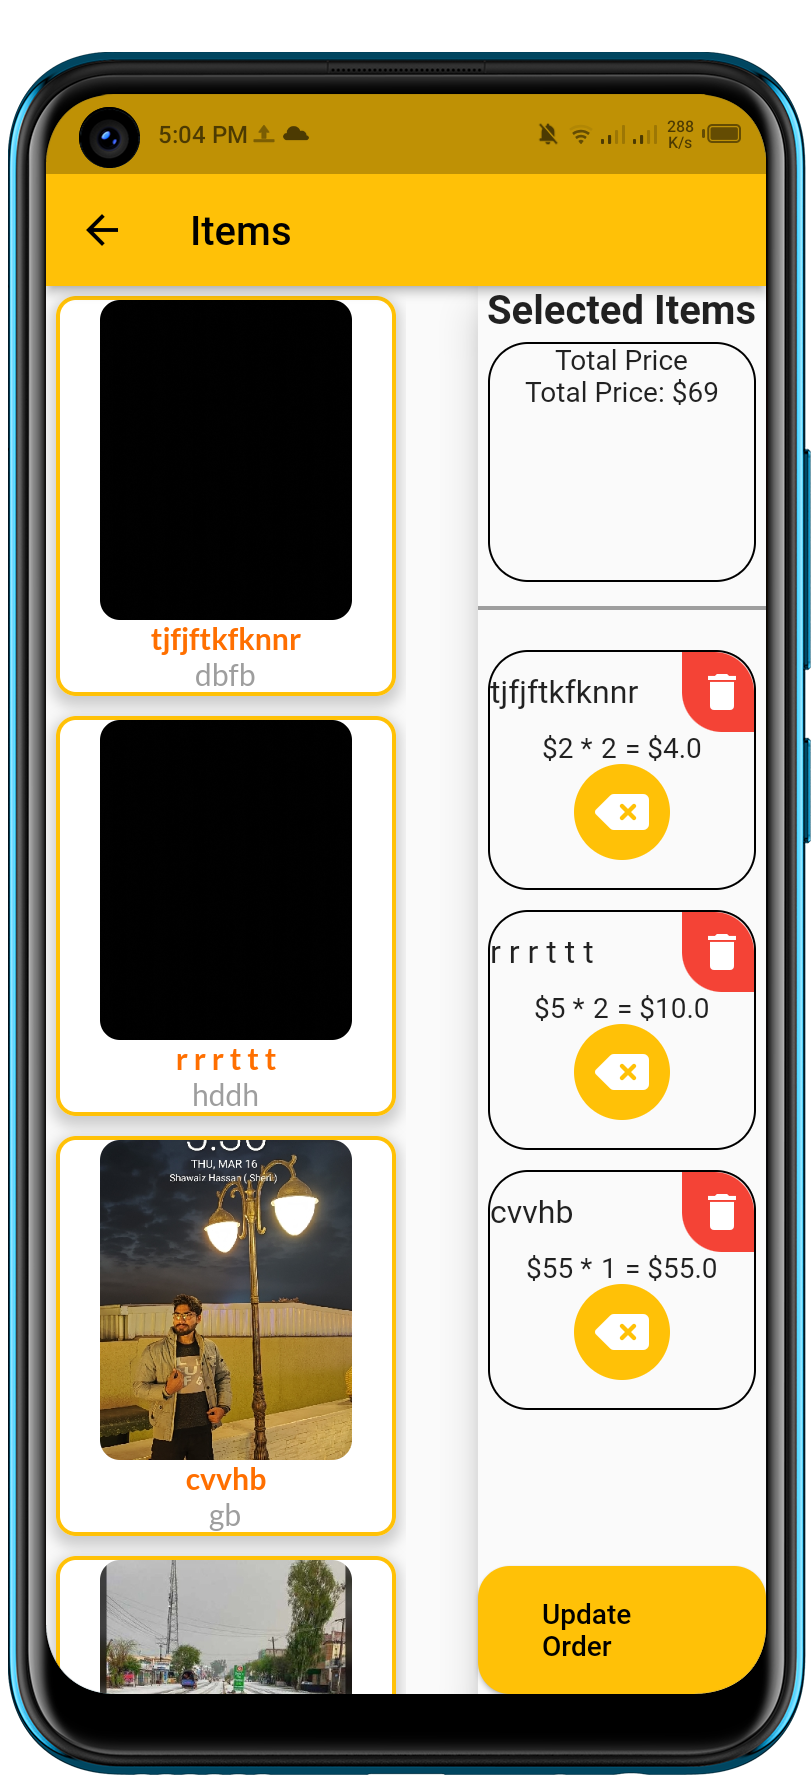 5:04 PM
288
K/s
Items
tjfjftkfknnr
dbfb
r r r t t t
hddh
THU, MAR 16
Shawaiz Hassan ( Sherii )
cvvhb
gb
Selected Items
Total Price
Total Price: $69
tjfjftkfknnr
$2 * 2 = $4.0
r r r t t t
$5 * 2 = $10.0
cvvhb
$55 * 1 = $55.0
Update
Order